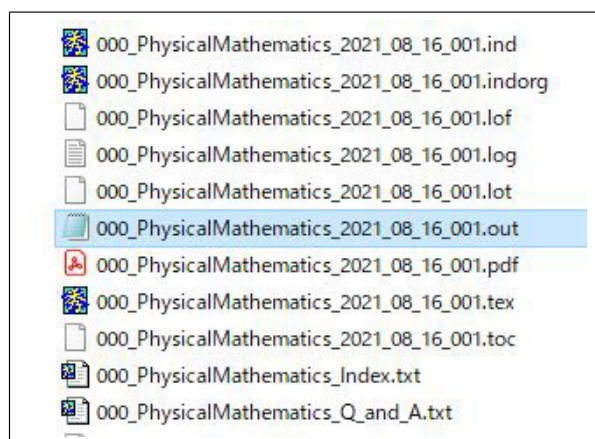 000_PhysicalMathematics_2021_08_16_001.ind
000_PhysicalMathematics_2021_08_16_001.indorg
000_PhysicalMathematics_2021_08_16_001.lof
000_PhysicalMathematics_2021_08_16_001.log
000_PhysicalMathematics_2021_08_16_001.lot
000_PhysicalMathematics_2021_08_16_001.out
000_PhysicalMathematics_2021_08_16_001.pdf
000_PhysicalMathematics_2021_08_16_001.tex
000_PhysicalMathematics_2021_08_16_001.toc
000_PhysicalMathematics_Index.txt
000_PhysicalMathematics_Q_and_A.txt